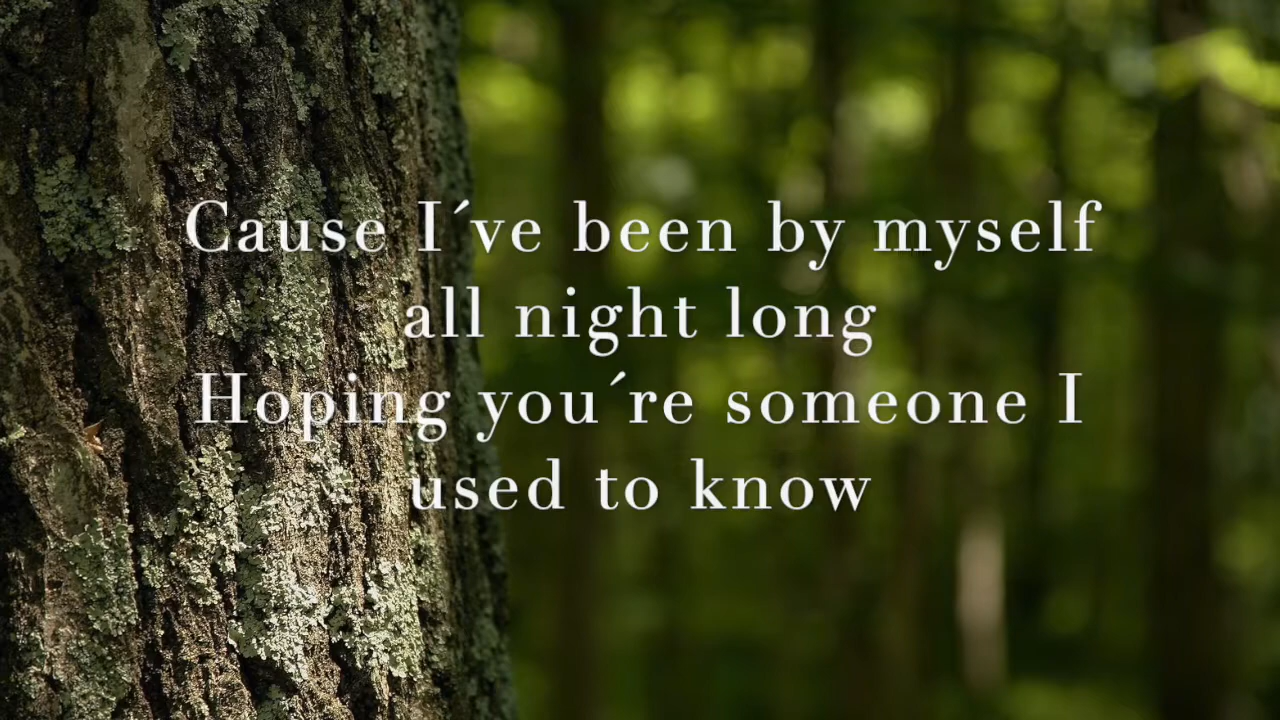 Cause I´ve been by myself
all night long
Hoping you´re someone I
used to know